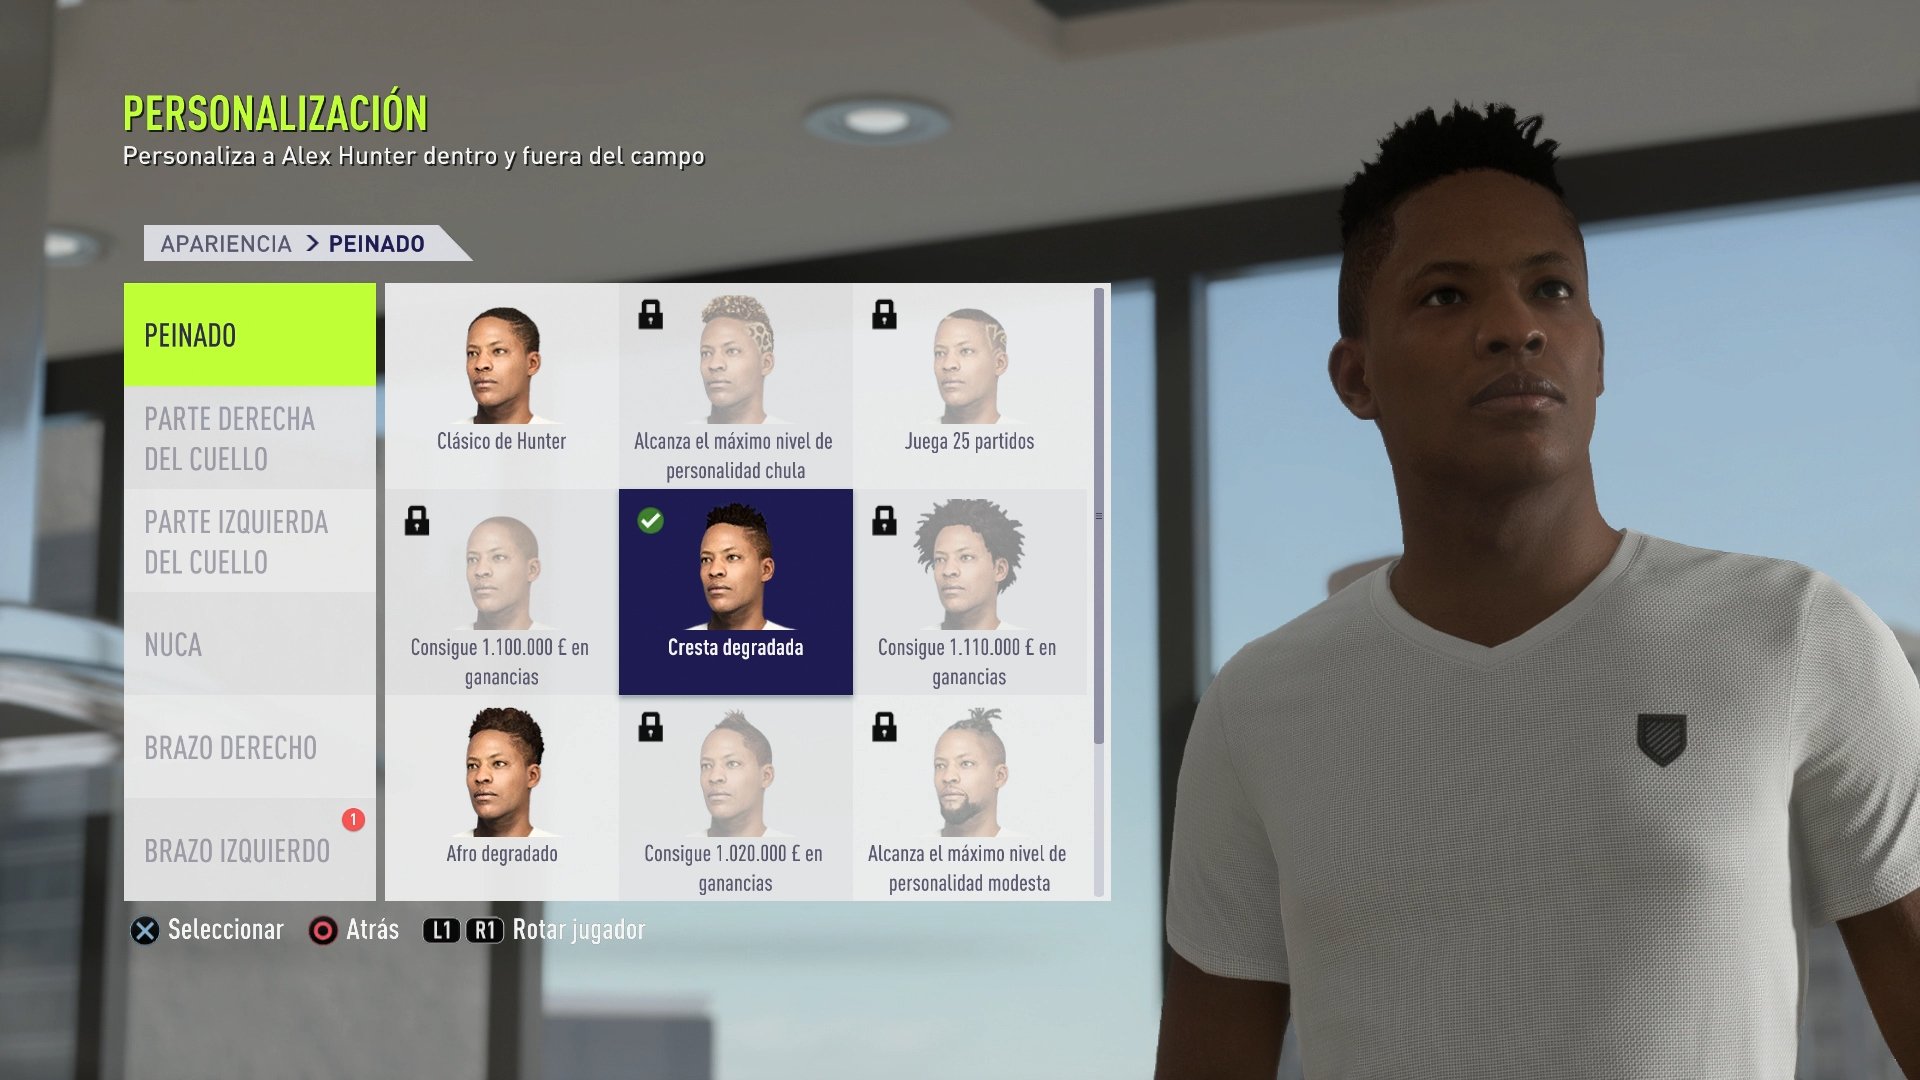 PERSONALIZACIÓN
Personaliza a Alex Hunter dentro y fuera del campo
APARIENCIA > PEINADO
PEINADO
PARTE DERECHA
DEL CUELLO
PARTE IZQUIERDA
DEL CUELLO
NUCA
BRAZO DERECHO
BRAZO IZQUIERDO
1
Clásico de Hunter
Alcanza el máximo nivel de
personalidad chula
Juega 25 partidos
Consigue 1.100.000 £ en
ganancias
Cresta degradada
Consigue 1.110.000 £ en
ganancias
Afro degradado
Consigue 1.020.000 £ en
ganancias
Alcanza el máximo nivel de
personalidad modesta
Seleccionar
Atrás
L1 R1 Rotar jugador